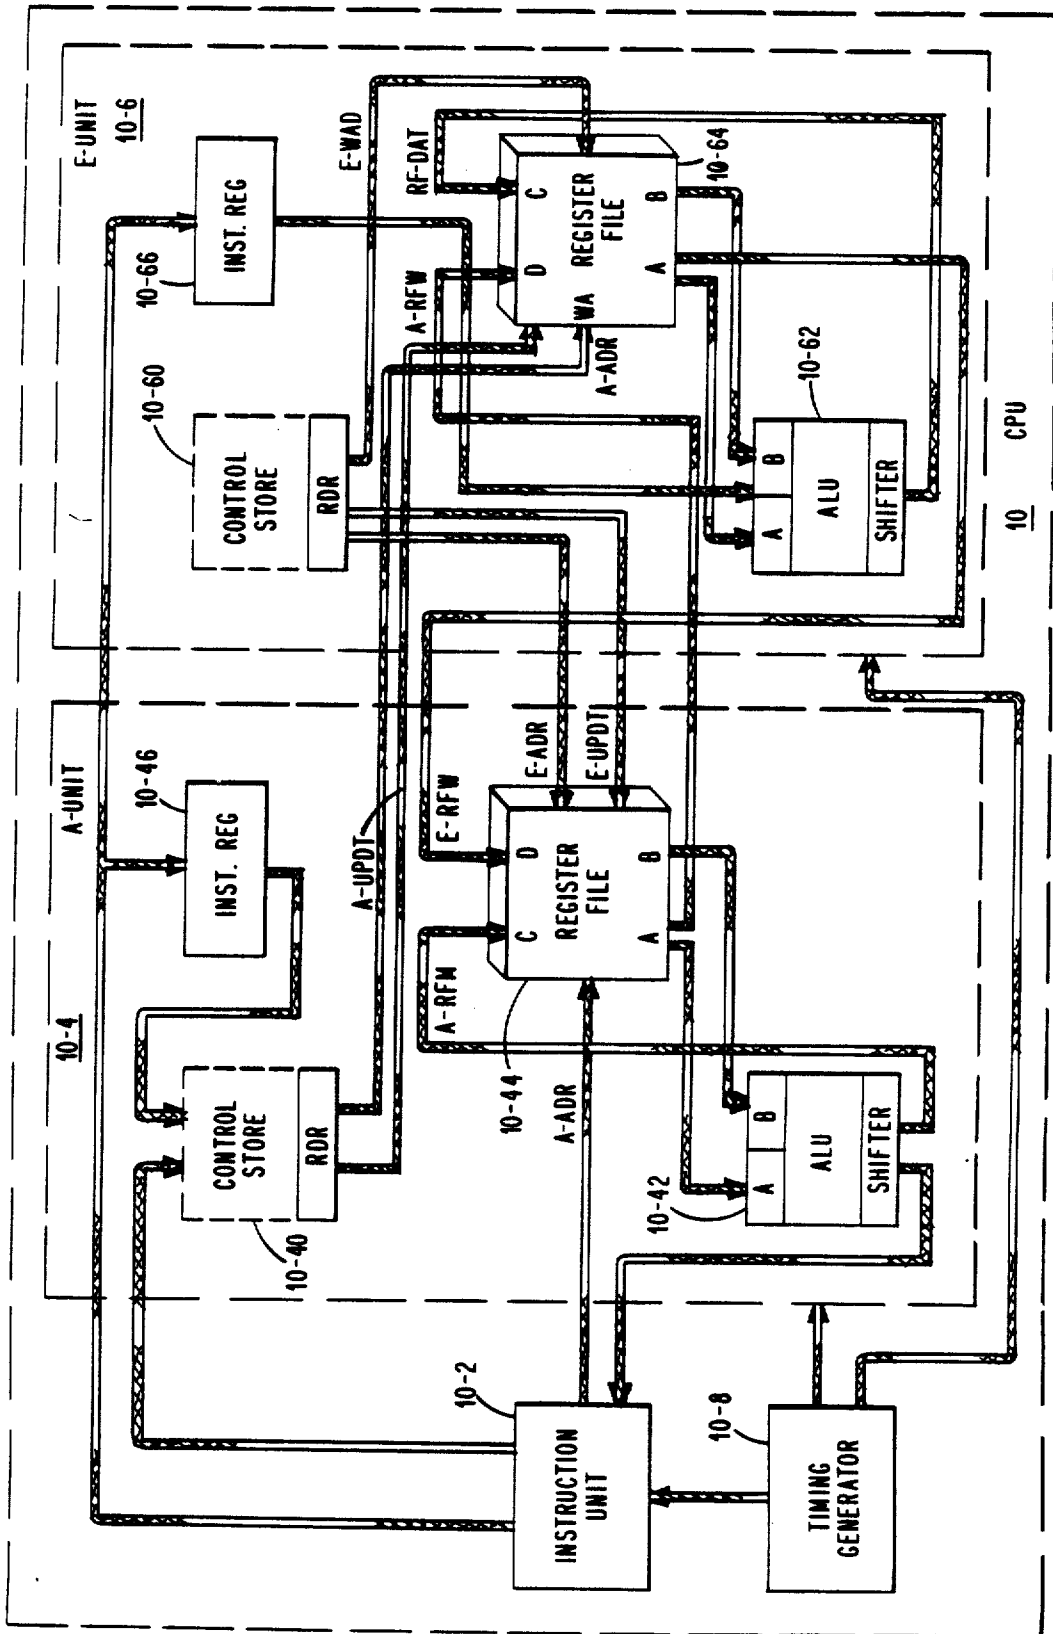 E-UNIT
10-6
INST. REG
10-66
E-WAD
RF-DAT
10-60
CONTROL
STORE
RDR
A-RFW
D
C
REGISTER
FILE
WA
A
B
10-64
A-ADR
10-62
A
B
ALU
SHIFTER
10
CPU
A-UNIT
10-4
10-46
INST. REG
A-UPDT
CONTROL
STORE
RDR
10-40
E-ADR
E-UPDT
E-RFW
A-RFM
C
D
REGISTER
FILE
A
B
10-44
A-ADR
10-42
A
B
ALU
SHIFTER
10-2
INSTRUCTION
UNIT
10-8
TIMING
GENERATOR